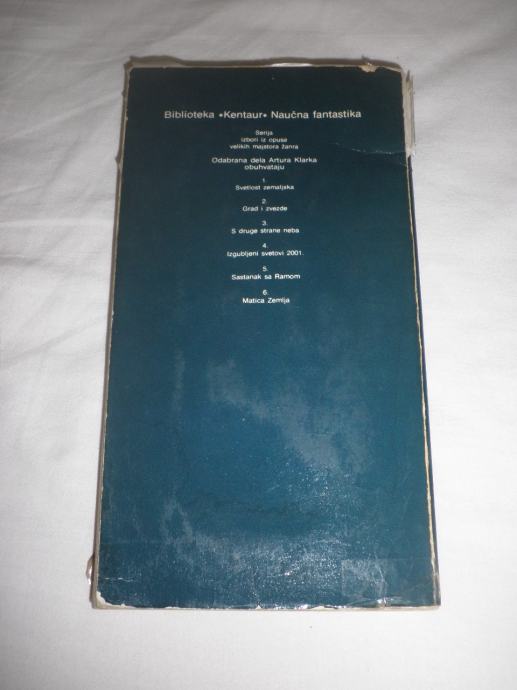 Biblioteka «Kentaur» Naučna fantastika
Serija
izbori iz opusa
velikih majstora žanra
Odabrana dela Artura Klarka
obuhvataju
1.
Svetlost zemaljska
2.
Grad i zvezde
3.
S druge strane neba
4.
Izgubljeni svetovi 2001.
5.
Sastanak sa Ramom
6.
Matica Zemlja